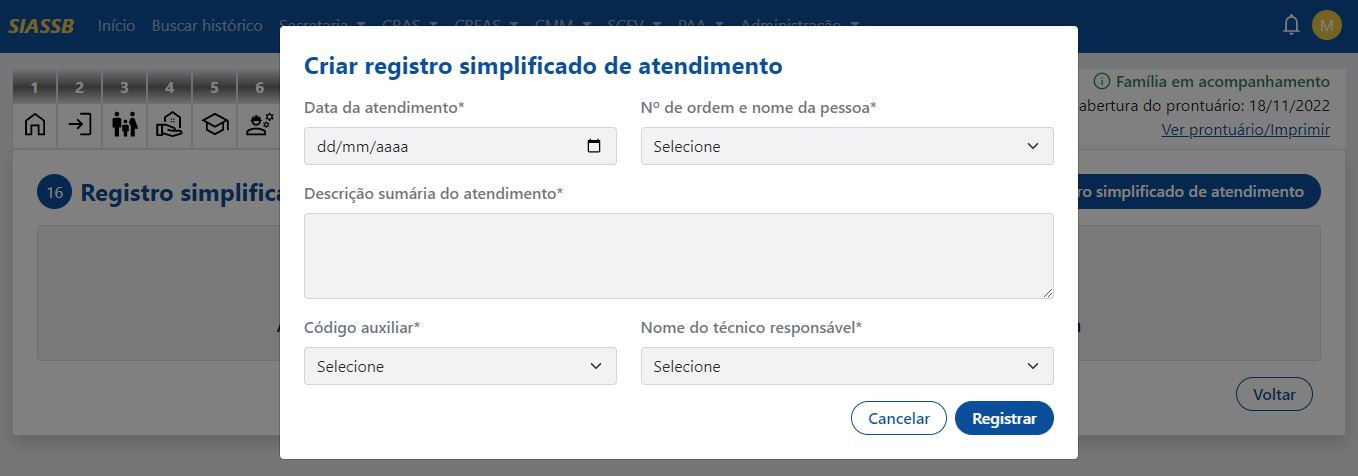 SIASSB Início Buscar histórico Secretaria CRAS CREAS CMM SCFV PAA Administração M
Criar registro simplificado de atendimento
1 2 3 4 5 6
Família em acompanhamento
abertura do prontuário: 18/11/2022
Ver prontuário/Imprimir
Data da atendimento* Nº de ordem e nome da pessoa*
dd/mm/aaaa Selecione
16 Registro simplific ro simplificado de atendimento
Descrição sumária do atendimento*
Código auxiliar* Nome do técnico responsável*
Selecione Selecione
Voltar
Cancelar Registrar